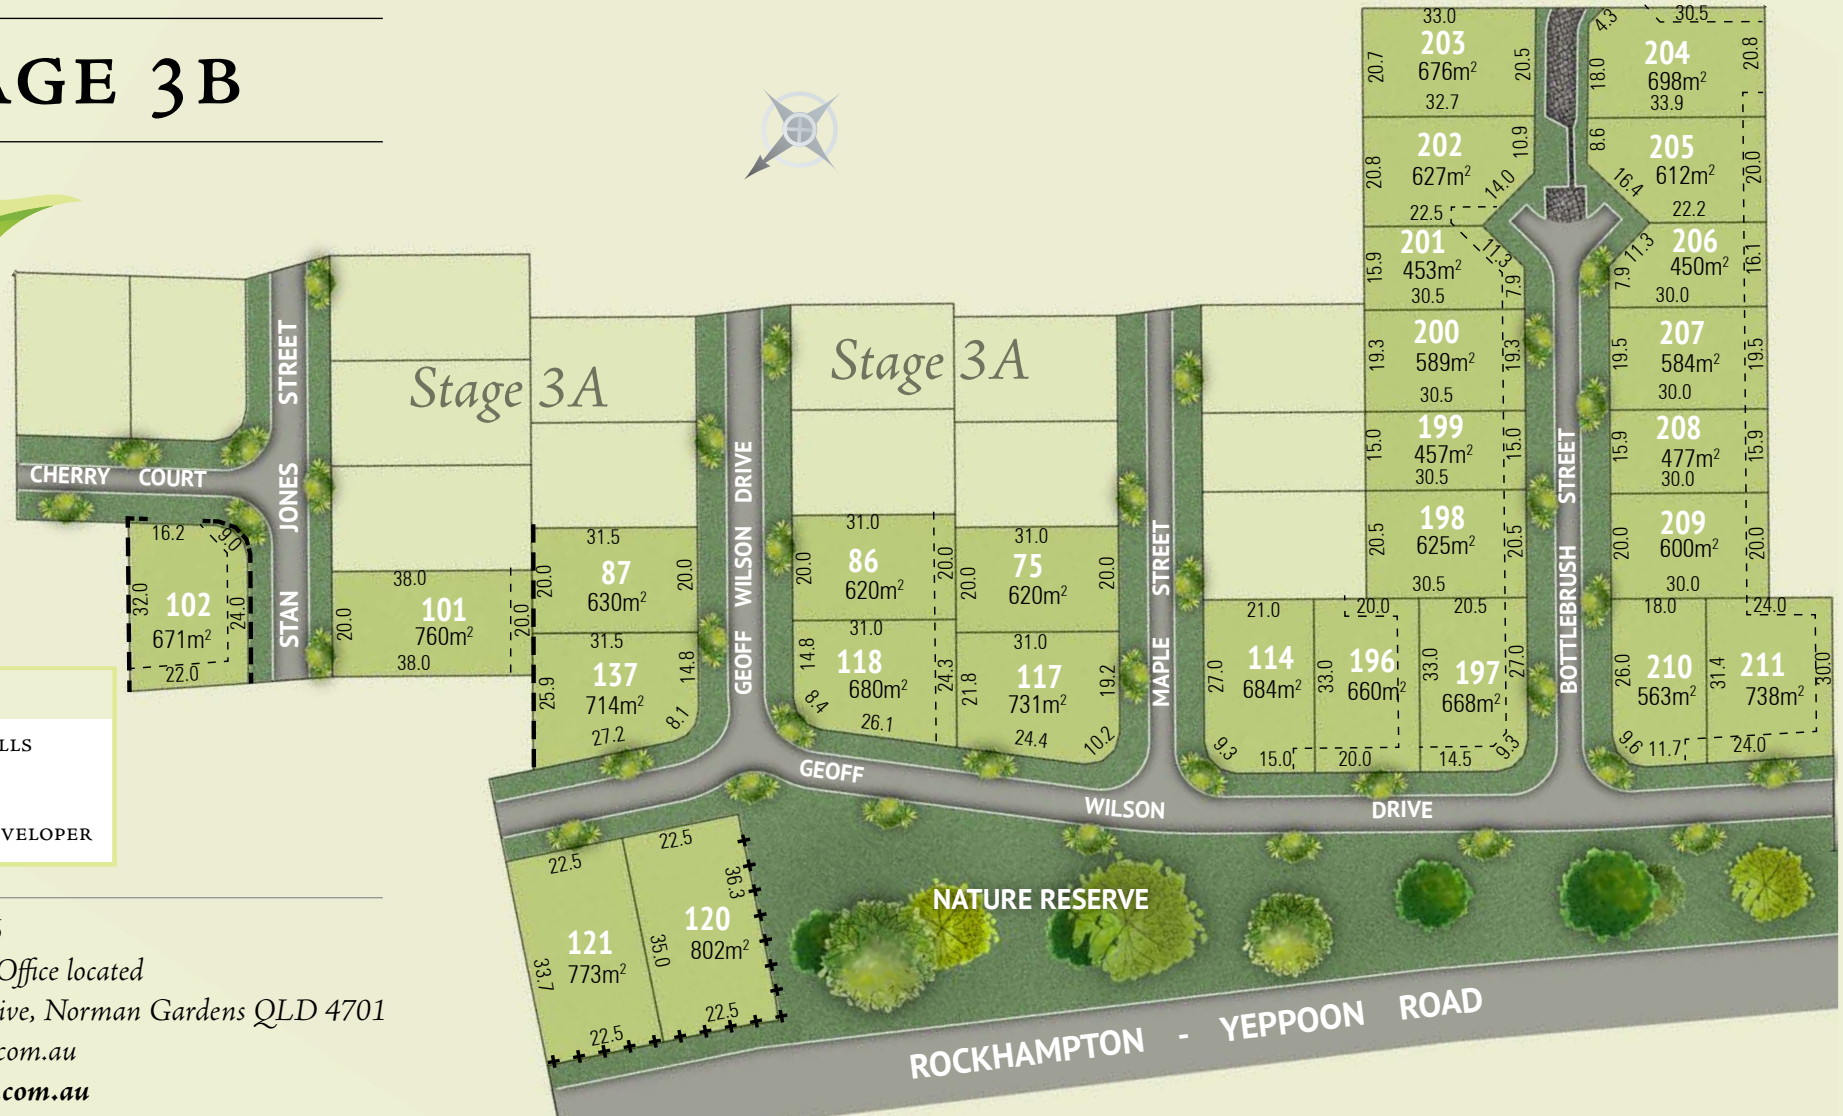 AGE 3B
Stage 3A
Stage 3A
STAN JONES STREET
CHERRY COURT
GEOFF WILSON DRIVE
MAPLE STREET
BOTTLEBRUSH STREET
GEOFF WILSON DRIVE
NATURE RESERVE
ROCKHAMPTON - YEPPOON ROAD
33.0
203
676m²
20.7
20.5
32.7
4.3
30.5
204
698m²
18.0
20.8
33.9
202
627m²
20.8
10.9
14.0
22.5
8.6
205
612m²
20.0
16.4
22.2
201
453m²
15.9
11.3
7.9
30.5
206
450m²
11.3
7.9
16.1
30.0
200
589m²
19.3
19.3
30.5
207
584m²
19.5
19.5
30.0
199
457m²
15.0
15.0
30.5
208
477m²
15.9
15.9
30.0
198
625m²
20.5
20.5
30.5
209
600m²
20.0
20.0
30.0
16.2
9.0
32.0
102
671m²
24.0
22.0
38.0
101
760m²
20.0
20.0
38.0
31.5
87
630m²
20.0
20.0
31.5
137
714m²
25.9
14.8
27.2
8.1
31.0
86
620m²
20.0
20.0
31.0
118
680m²
14.8
24.3
8.4
26.1
31.0
75
620m²
20.0
20.0
31.0
117
731m²
21.8
19.2
24.4
10.2
21.0
114
684m²
27.0
9.3
15.0
20.0
196
660m²
33.0
20.0
20.5
197
668m²
33.0
27.0
14.5
9.3
18.0
210
563m²
26.0
9.6
11.7
24.0
211
738m²
31.4
30.0
24.0
22.5
121
773m²
33.7
22.5
22.5
120
802m²
36.3
35.0
22.5
LLS
VELOPER
Office located
ive, Norman Gardens QLD 4701
com.au
.com.au